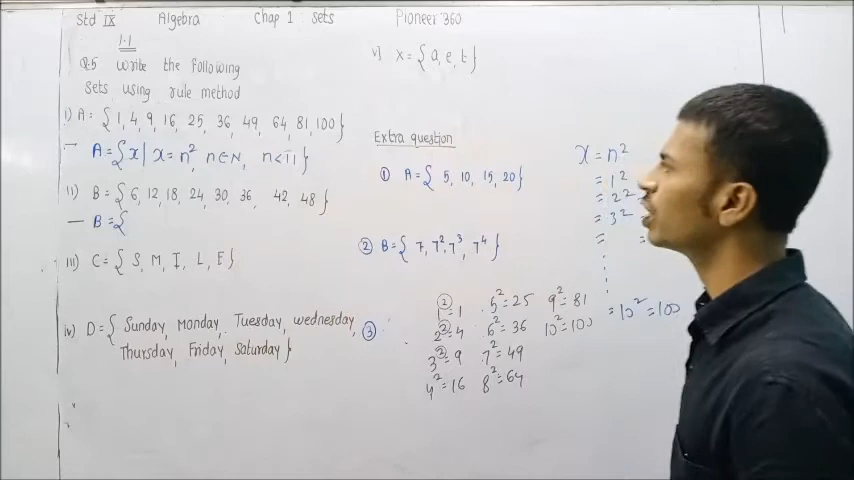 Std IX Algebra Chap 1 Sets Pioneer 360
1.1
Q.5 Write the following
Sets using rule method
i) A = { 1, 4, 9, 16, 25, 36, 49, 64, 81, 100 }
— A = { x | x = n², n ∈ N, n < 11 }
ii) B = { 6, 12, 18, 24, 30, 36, 42, 48 }
— B = {
iii) C = { S, M, I, L, E }
iv) D = { Sunday, Monday, Tuesday, wednesday,
Thursday, Friday, Saturday }
v) X = { a, e, t }
Extra question
① A = { 5, 10, 15, 20 }
② B = { 7, 7², 7³, 7⁴ }
③
1² = 1 5² = 25 9² = 81
2² = 4 6² = 36 10² = 100
3² = 9 7² = 49
4² = 16 8² = 64
x = n²
= 1²
= 2²
= 3²
=
= 10² = 100